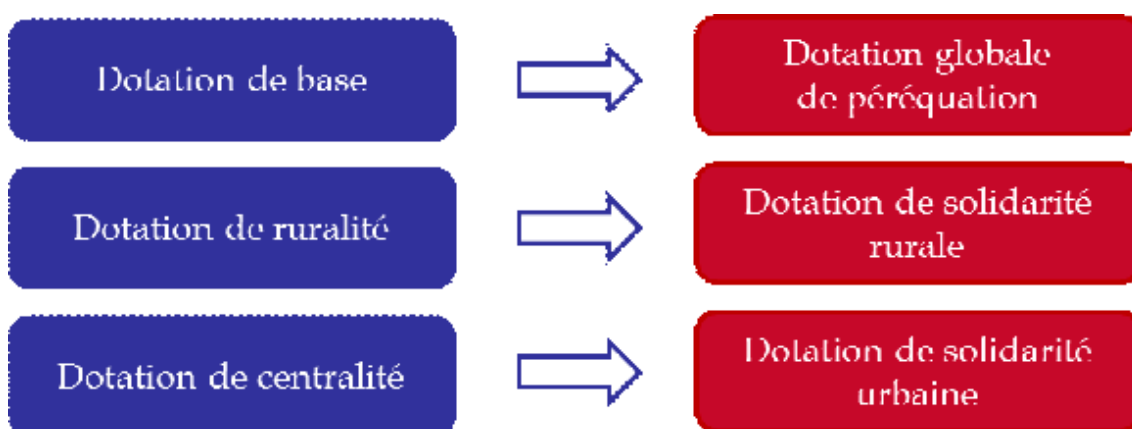 Dotation de base
Dotation globale
de péréquation
Dotation de ruralité
Dotation de solidarité
rurale
Dotation de centralité
Dotation de solidarité
urbaine